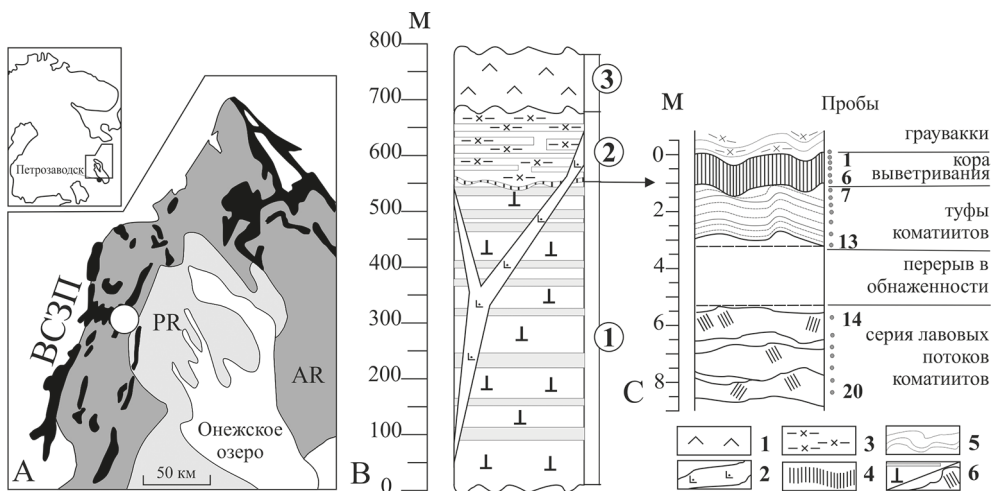 Петрозаводск
ВСЗП
PR
AR
Онежское
озеро
50 км
A
М
800
700
600
500
400
300
200
100
0
3
2
1
B
М
Пробы
0
2
4
6
8
граувакки
1
кора
6
выветривания
7
туфы
коматиитов
13
перерыв в
обнаженности
14
серия лавовых
потоков
коматиитов
20
C
1
3
5
2
4
6